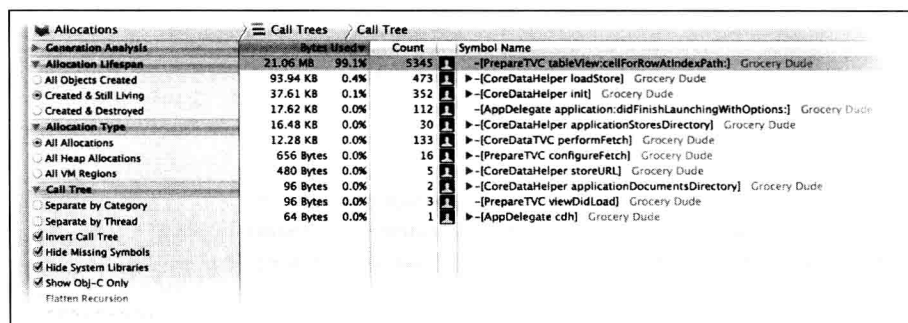 Allocations Call Trees Call Tree
Generation Analysis Bytes Used Count Symbol Name
Allocation Lifespan 21.06 MB 99.1% 5345 -[PrepareTVC tableView:cellForRowAtIndexPath:] Grocery Dude
All Objects Created 93.94 KB 0.4% 473 -[CoreDataHelper loadStore] Grocery Dude
Created & Still Living 37.61 KB 0.1% 352 -[CoreDataHelper init] Grocery Dude
Created & Destroyed 17.62 KB 0.0% 112 -[AppDelegate application:didFinishLaunchingWithOptions:] Grocery Dude
Allocation Type 16.48 KB 0.0% 30 -[CoreDataHelper applicationStoresDirectory] Grocery Dude
All Allocations 12.28 KB 0.0% 133 -[CoreDataTVC performFetch] Grocery Dude
All Heap Allocations 656 Bytes 0.0% 16 -[PrepareTVC configureFetch] Grocery Dude
All VM Regions 480 Bytes 0.0% 5 -[CoreDataHelper storeURL] Grocery Dude
Call Tree 96 Bytes 0.0% 2 -[CoreDataHelper applicationDocumentsDirectory] Grocery Dude
Separate by Category 96 Bytes 0.0% 3 -[PrepareTVC viewDidLoad] Grocery Dude
Separate by Thread 64 Bytes 0.0% 1 -[AppDelegate cdh] Grocery Dude
Invert Call Tree
Hide Missing Symbols
Hide System Libraries
Show Obj-C Only
Flatten Recursion